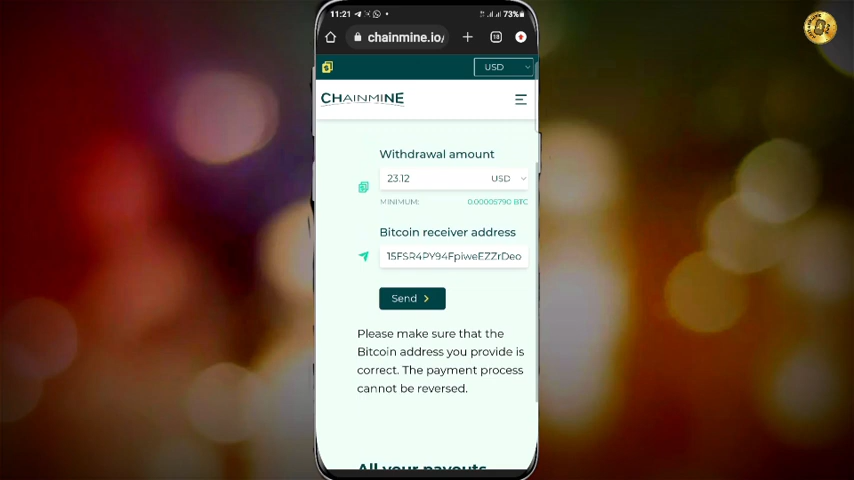 11:21
73%
chainmine.io/
18
USD
CHAINMINE
Withdrawal amount
23.12 USD
MINIMUM: 0.00005790 BTC
Bitcoin receiver address
15FSR4PY94FpiweEZZrDeo
Send
Please make sure that the
Bitcoin address you provide is
correct. The payment process
cannot be reversed.
All your payouts